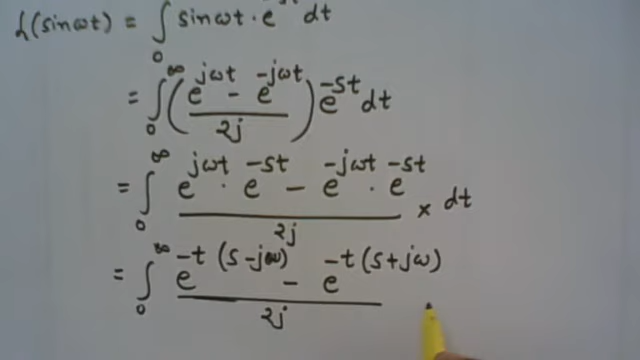 L(sinωt) = ∫₀ sinωt · e^-st dt
= ∫₀^∞ ( (e^jωt - e^-jωt) / 2j ) e^-st dt
= ∫₀^∞ (e^jωt · e^-st - e^-jωt · e^-st) / 2j × dt
= ∫₀^∞ (e^-t(s-jω) - e^-t(s+jω)) / 2j